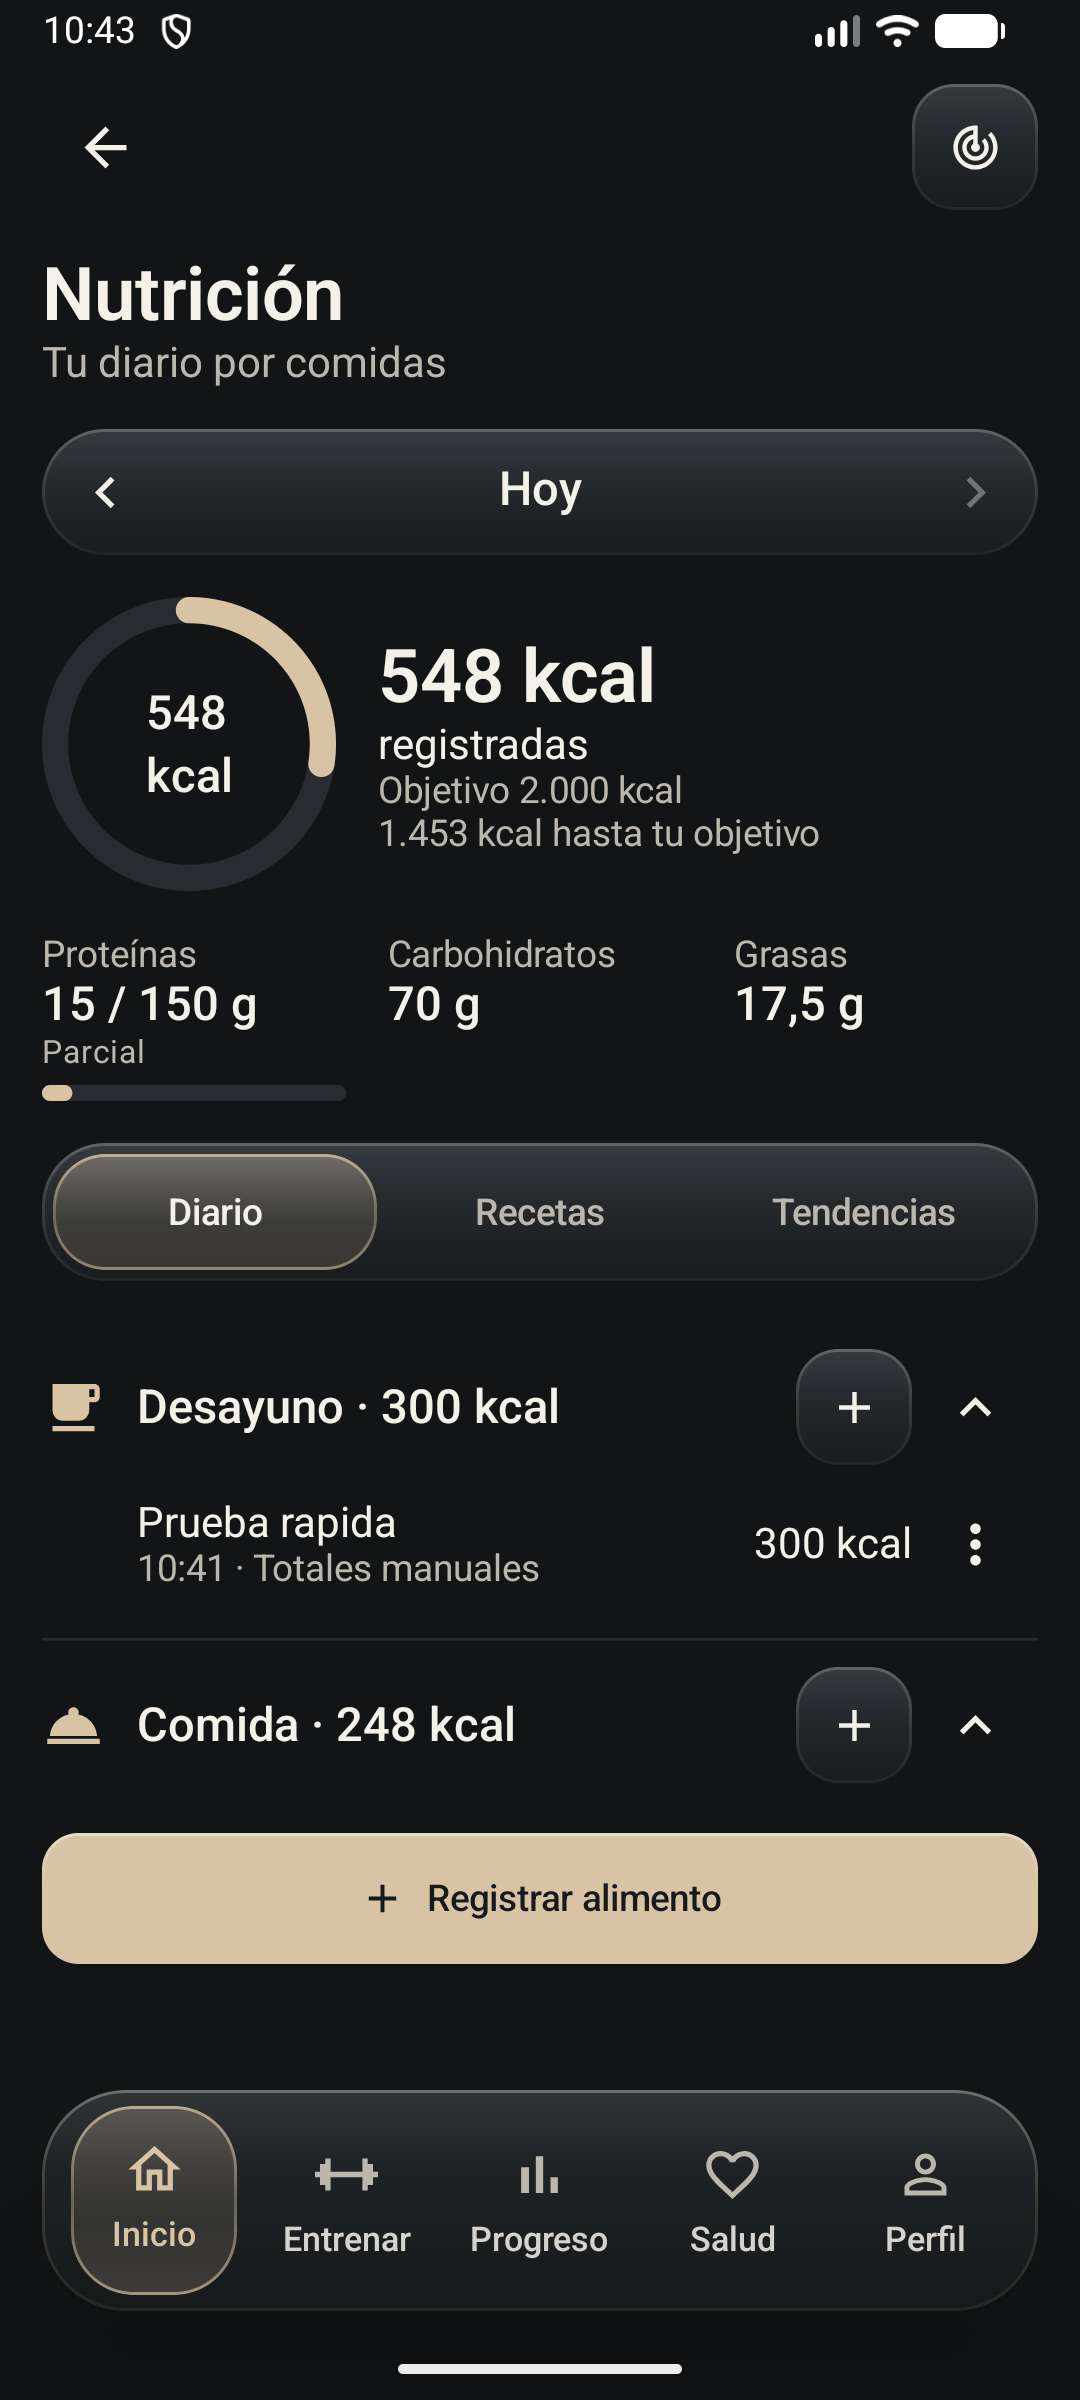 10:43
Nutrición
Tu diario por comidas
Hoy
548
kcal
548 kcal
registradas
Objetivo 2.000 kcal
1.453 kcal hasta tu objetivo
Proteínas
15 / 150 g
Parcial
Carbohidratos
70 g
Grasas
17,5 g
Diario
Recetas
Tendencias
Desayuno · 300 kcal
Prueba rapida
10:41 · Totales manuales
300 kcal
Comida · 248 kcal
Registrar alimento
Inicio
Entrenar
Progreso
Salud
Perfil